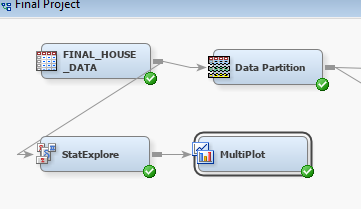 Final Project
FINAL_HOUSE
_DATA
Data Partition
StatExplore
MultiPlot